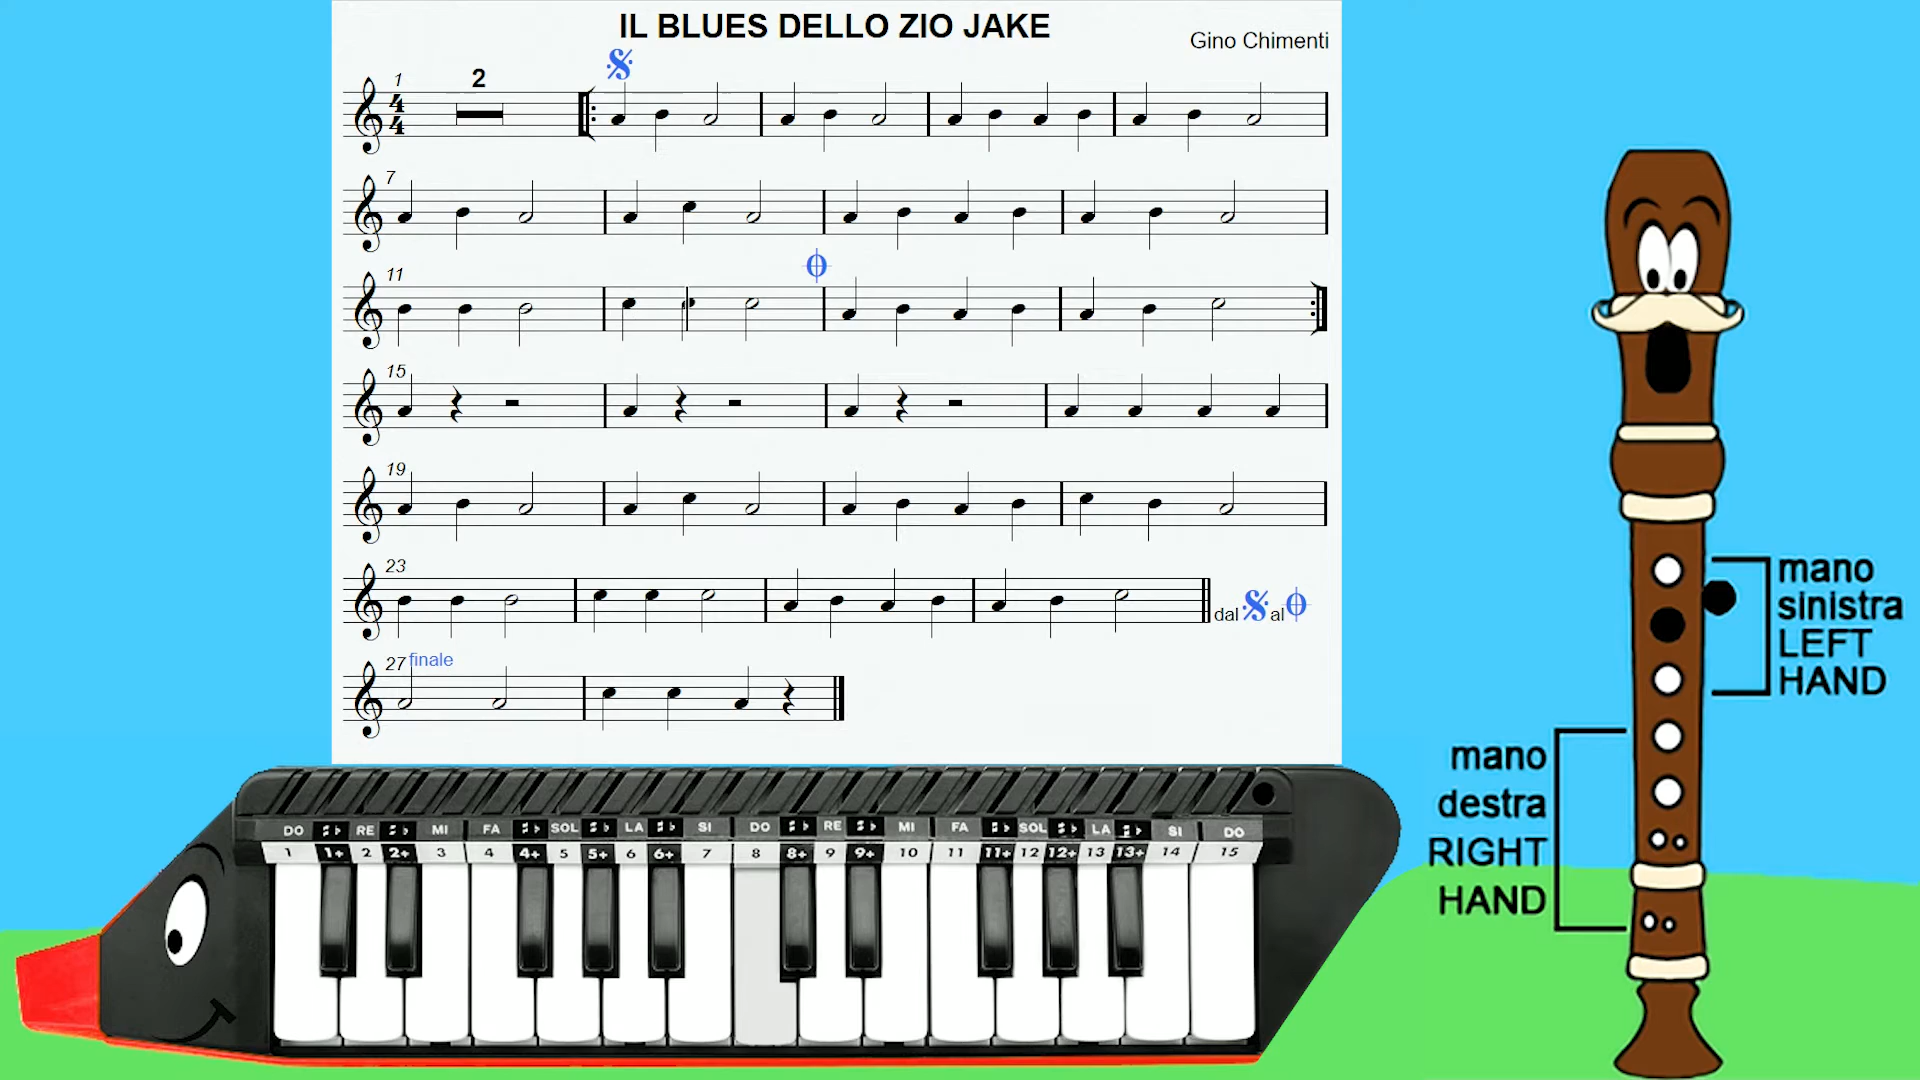 IL BLUES DELLO ZIO JAKE
Gino Chimenti
1
2
4
4
7
11
15
19
23
dal al
27 finale
mano
sinistra
LEFT
HAND
mano
destra
RIGHT
HAND
DO ♯♭ RE ♯♭ MI FA ♯♭ SOL ♯♭ LA ♯♭ SI DO ♯♭ RE ♯♭ MI FA ♯♭ SOL ♯♭ LA ♯♭ SI DO
1 1+ 2 2+ 3 4 4+ 5 5+ 6 6+ 7 8 8+ 9 9+ 10 11 11+ 12 12+ 13 13+ 14 15